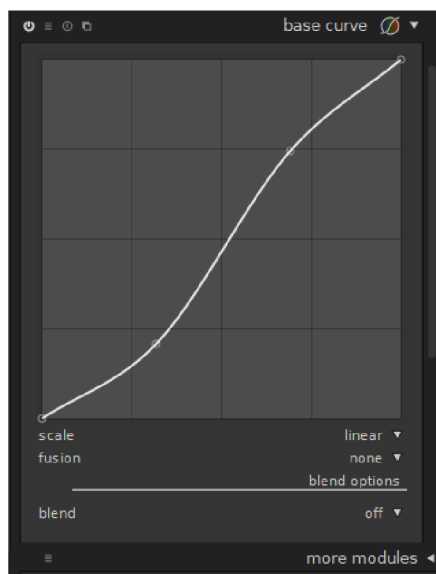 base curve
scale linear
fusion none
blend options
blend off
more modules